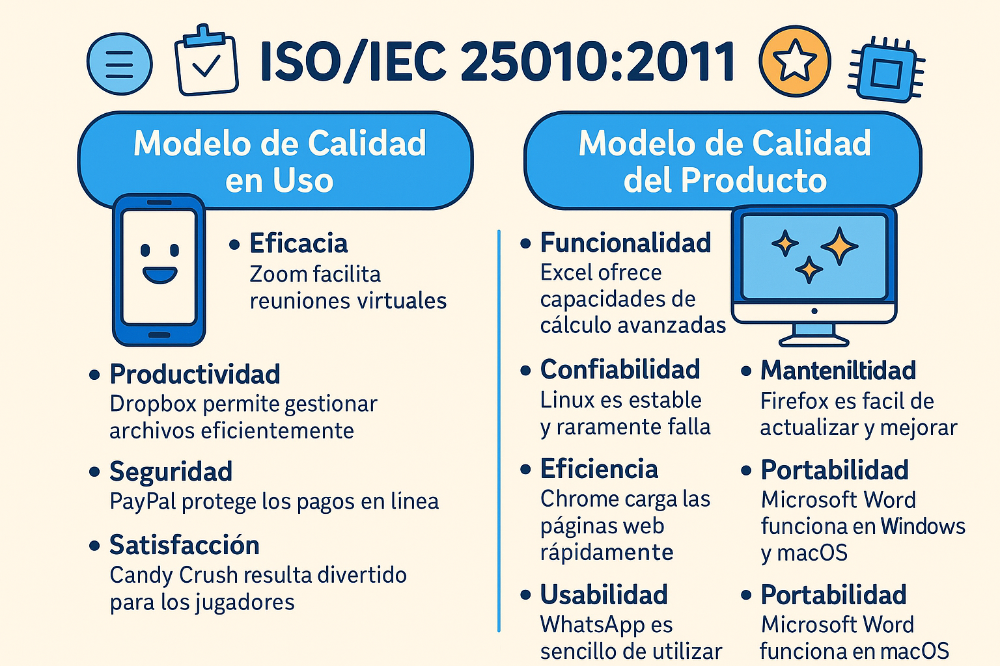 ISO/IEC 25010:2011
Modelo de Calidad
en Uso
• Eficacia
Zoom facilita
reuniones virtuales
• Productividad
Dropbox permite gestionar
archivos eficientemente
• Seguridad
PayPal protege los pagos en línea
• Satisfacción
Candy Crush resulta divertido
para los jugadores
Modelo de Calidad
del Producto
• Funcionalidad
Excel ofrece
capacidades de
cálculo avanzadas
• Confiabilidad
Linux es estable
y raramente falla
• Eficiencia
Chrome carga las
páginas web
rápidamente
• Usabilidad
WhatsApp es
sencillo de utilizar
• Manteniltidad
Firefox es facil de
actualizar y mejorar
• Portabilidad
Microsoft Word
funciona en Windows
y macOS
• Portabilidad
Microsoft Word
funciona en macOS